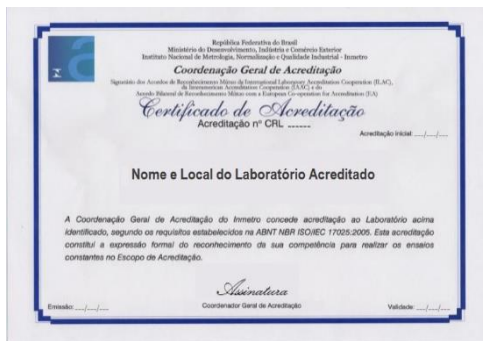 República Federativa do Brasil
Ministério do Desenvolvimento, Indústria e Comércio Exterior
Instituto Nacional de Metrologia, Normalização e Qualidade Industrial - Inmetro
Coordenação Geral de Acreditação
Signatário dos Acordos de Reconhecimento Mútuo da International Laboratory Accreditation Cooperation (ILAC),
da Interamerican Accreditation Cooperation (IAAC) e do
Acordo Bilateral de Reconhecimento Mútuo com a European Co-operation for Accreditation (EA)
Certificado de Acreditação
Acreditação nº CRL ______
Acreditação Inicial: __/__/__
Nome e Local do Laboratório Acreditado
A Coordenação Geral de Acreditação do Inmetro concede acreditação ao Laboratório acima
identificado, segundo os requisitos estabelecidos na ABNT NBR ISO/IEC 17025:2005. Esta acreditação
constitui a expressão formal do reconhecimento de sua competência para realizar os ensaios
constantes no Escopo de Acreditação.
Assinatura
Coordenador Geral de Acreditação
Emissão: __/__/__
Validade: __/__/__